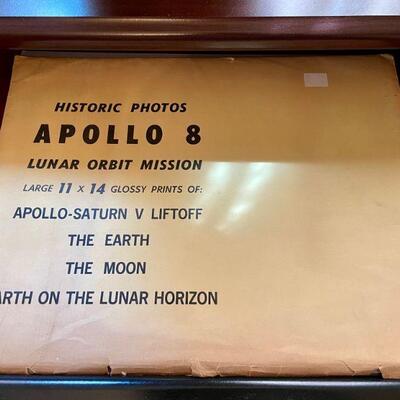 HISTORIC PHOTOS
APOLLO 8
LUNAR ORBIT MISSION
LARGE 11 X 14 GLOSSY PRINTS OF:
APOLLO-SATURN V LIFTOFF
THE EARTH
THE MOON
ARTH ON THE LUNAR HORIZON